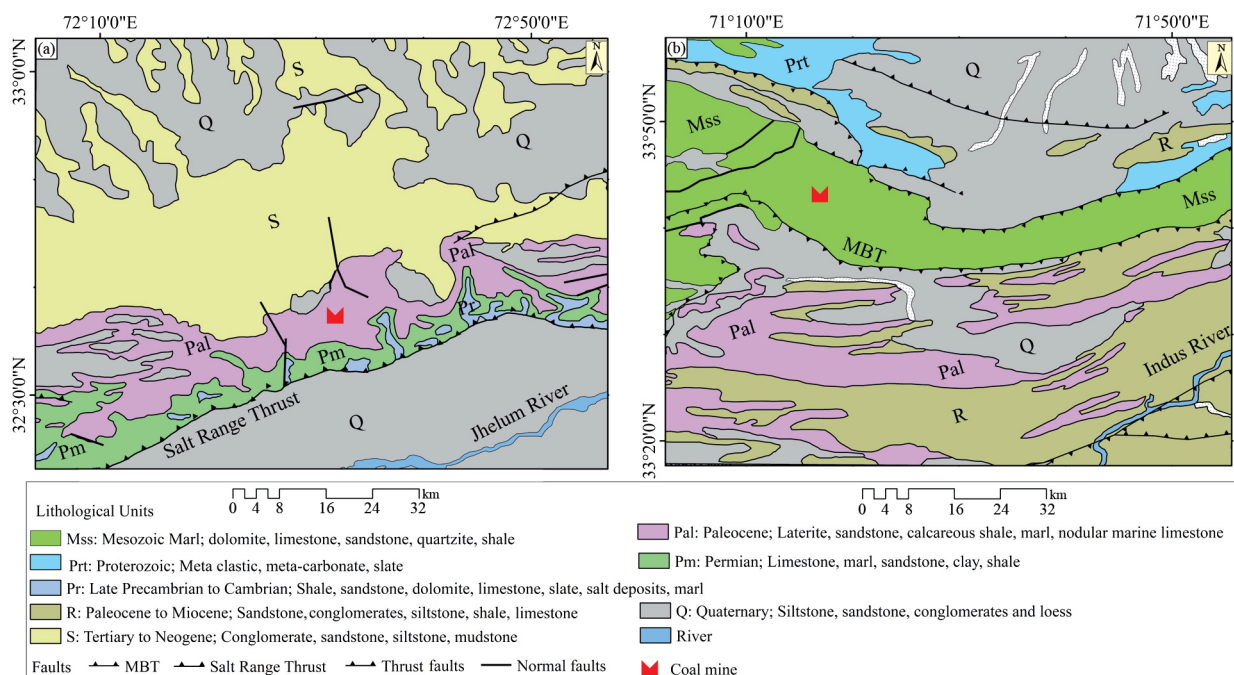 72°10'0"E
72°50'0"E
71°10'0"E
71°50'0"E
(a)
N
33°0'0"N
32°30'0"N
S
Q
Q
S
Pal
Pr
Pal
Pm
Pm
Salt Range Thrust
Q
Jhelum River
(b)
N
33°50'0"N
33°20'0"N
Prt
Q
Mss
R
Mss
MBT
Pal
Q
Pal
Indus River
R
km
0 4 8 16 24 32
km
0 4 8 16 24 32
Lithological Units
Mss: Mesozoic Marl; dolomite, limestone, sandstone, quartzite, shale
Prt: Proterozoic; Meta clastic, meta-carbonate, slate
Pr: Late Precambrian to Cambrian; Shale, sandstone, dolomite, limestone, slate, salt deposits, marl
R: Paleocene to Miocene; Sandstone, conglomerates, siltstone, shale, limestone
S: Tertiary to Neogene; Conglomerate, sandstone, siltstone, mudstone
Pal: Paleocene; Laterite, sandstone, calcareous shale, marl, nodular marine limestone
Pm: Permian; Limestone, marl, sandstone, clay, shale
Q: Quaternary; Siltstone, sandstone, conglomerates and loess
River
Faults MBT Salt Range Thrust Thrust faults Normal faults Coal mine